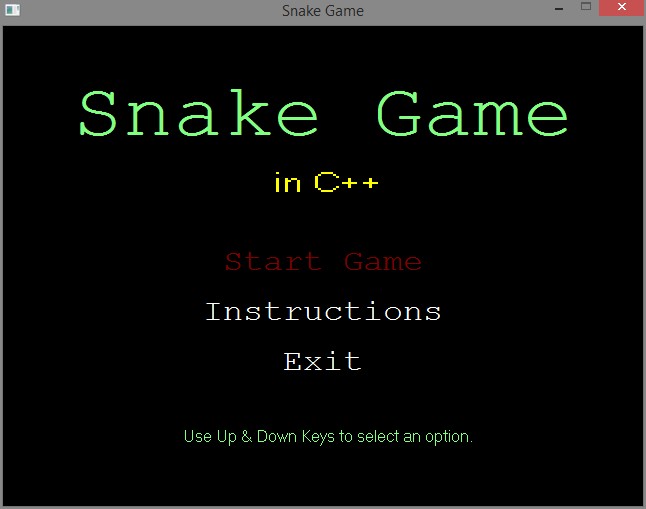 Snake Game
Snake Game
in C++
Start Game
Instructions
Exit
Use Up & Down Keys to select an option.